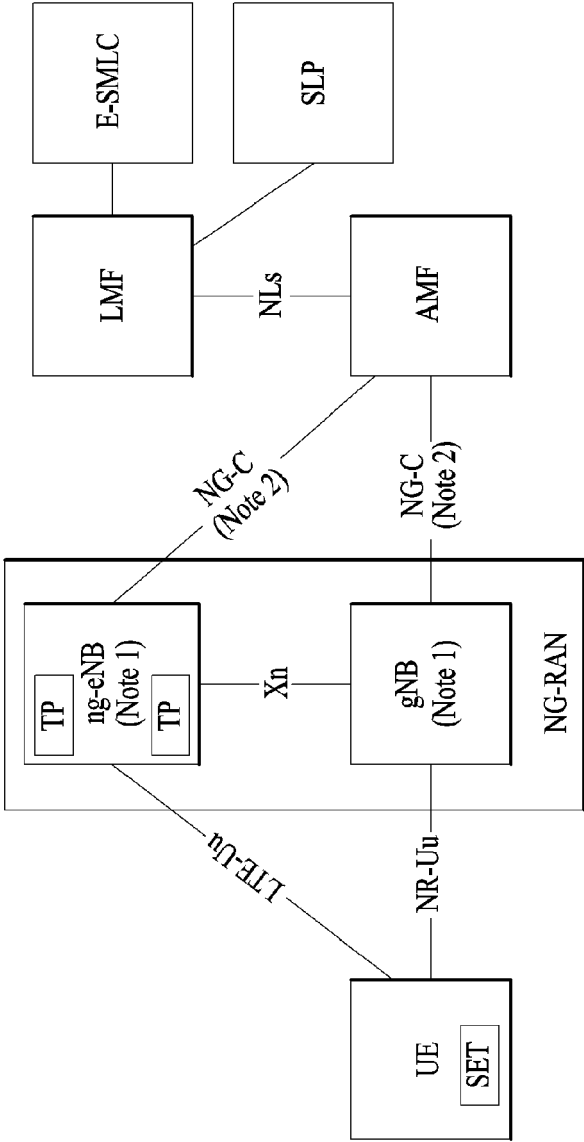 E-SMLC
SLP
LMF
NLs
AMF
NG-C
(Note 2)
NG-C
(Note 2)
TP
ng-eNB
(Note 1)
TP
Xn
gNB
(Note 1)
NG-RAN
LTE-Uu
NR-Uu
UE
SET